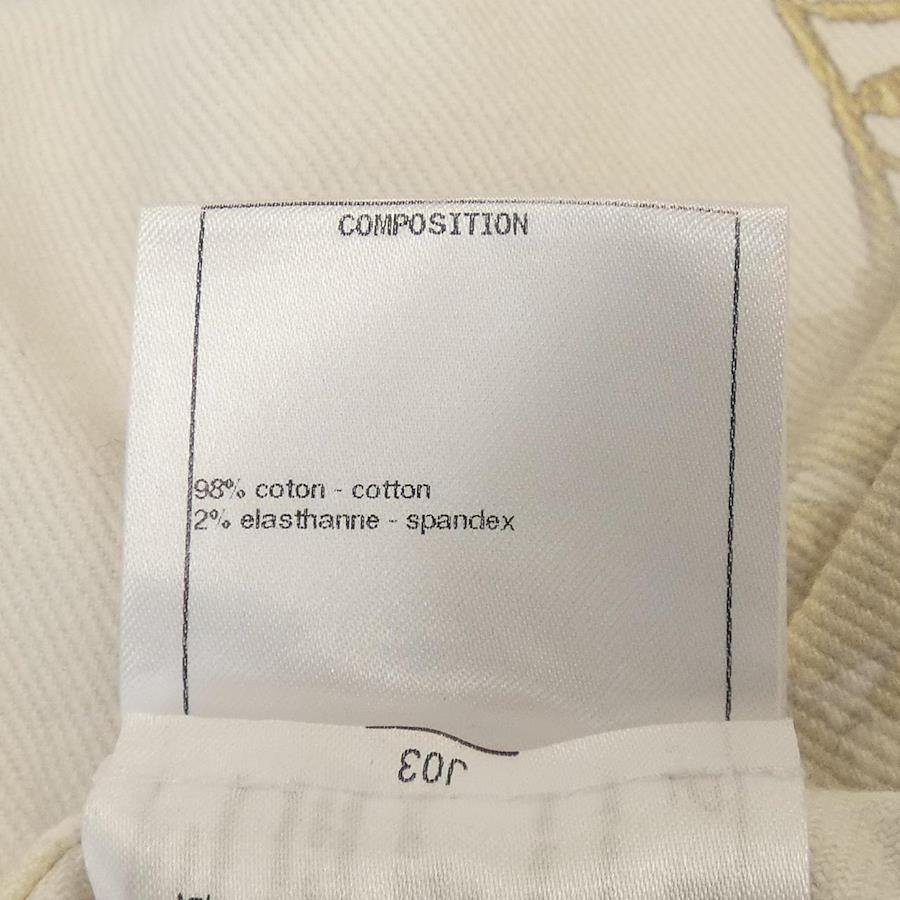 COMPOSITION
98% coton - cotton
2% elasthanne - spandex
J03